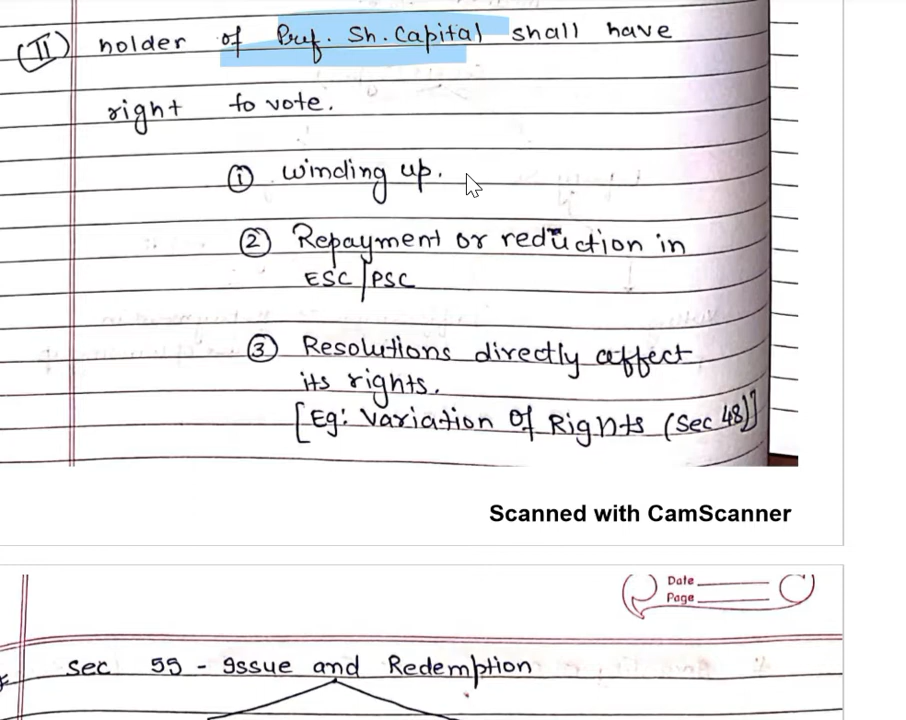 (II) holder of Pref. Sh. Capital shall have
right to vote.
① winding up.
② Repayment or reduction in
ESC | PSC
③ Resolutions directly affect
its rights.
[Eg: Variation Of Rights (Sec 48)]
Scanned with CamScanner
Date
Page
Sec 55 - Issue and Redemption